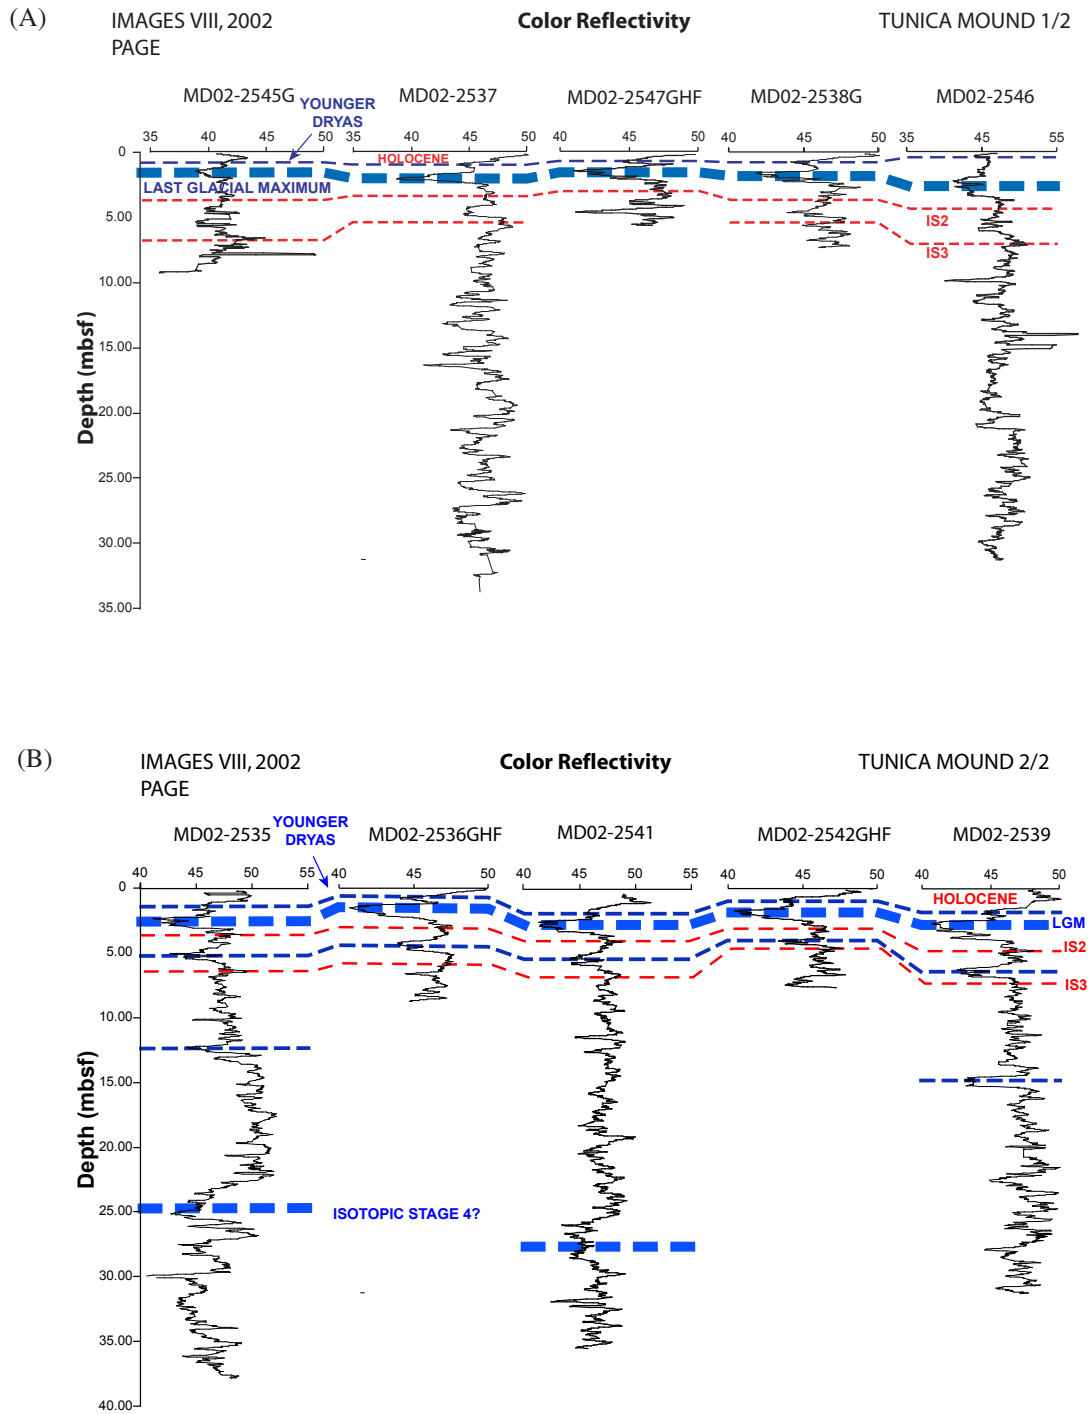 (A)
IMAGES VIII, 2002 Color Reflectivity TUNICA MOUND 1/2
PAGE
MD02-2545G MD02-2537 MD02-2547GHF MD02-2538G MD02-2546
YOUNGER
DRYAS
35 40 45 50 35 40 45 50 40 45 50 40 45 50 35 45 55
0
HOLOCENE
LAST GLACIAL MAXIMUM
5.00
IS2
IS3
10.00
15.00
Depth (mbsf)
20.00
25.00
30.00
35.00
(B)
IMAGES VIII, 2002 Color Reflectivity TUNICA MOUND 2/2
PAGE
YOUNGER
DRYAS
MD02-2535 MD02-2536GHF MD02-2541 MD02-2542GHF MD02-2539
40 45 50 55 40 45 50 40 45 50 55 40 45 50 40 45 50
0
HOLOCENE
LGM
IS2
5.00
IS3
10.00
15.00
Depth (mbsf)
20.00
25.00
ISOTOPIC STAGE 4?
30.00
35.00
40.00